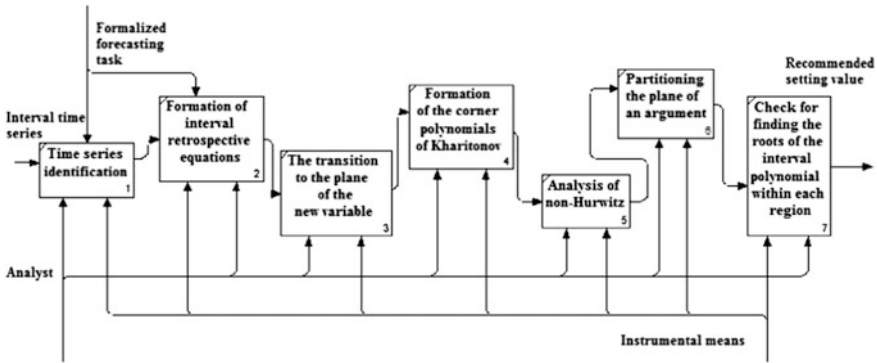 Formalized
forecasting
task
Interval time
series
Time series
identification
1
Formation of
interval
retrospective
equations
2
The transition
to the plane
of the
new variable
3
Formation
of the corner
polynomials
of Kharitonov
4
Analysis of
non-Hurwitz
5
Partitioning
the plane of
an argument
6
Recommended
setting value
Check for
finding the
roots of the
interval
polynomial
within each
region
7
Analyst
Instrumental means